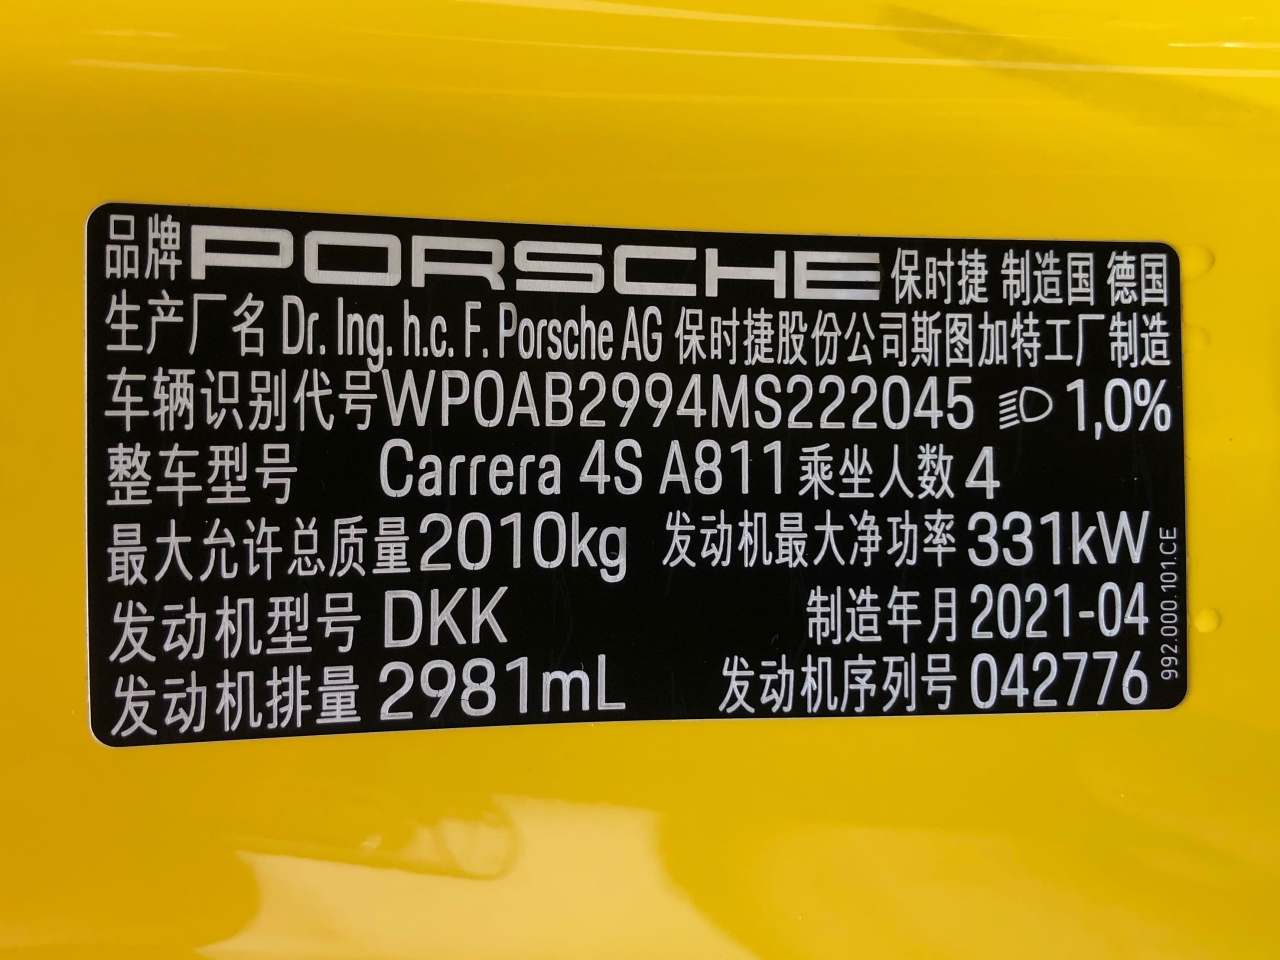 品牌 PORSCHE 保时捷 制造国 德国
生产厂名 Dr. Ing. h.c. F. Porsche AG 保时捷股份公司斯图加特工厂制造
车辆识别代号 WP0AB2994MS222045 1,0%
整车型号 Carrera 4S A811 乘坐人数 4
最大允许总质量 2010kg 发动机最大净功率 331kW
发动机型号 DKK 制造年月 2021-04
发动机排量 2981mL 发动机序列号 042776
992.000.101.CE